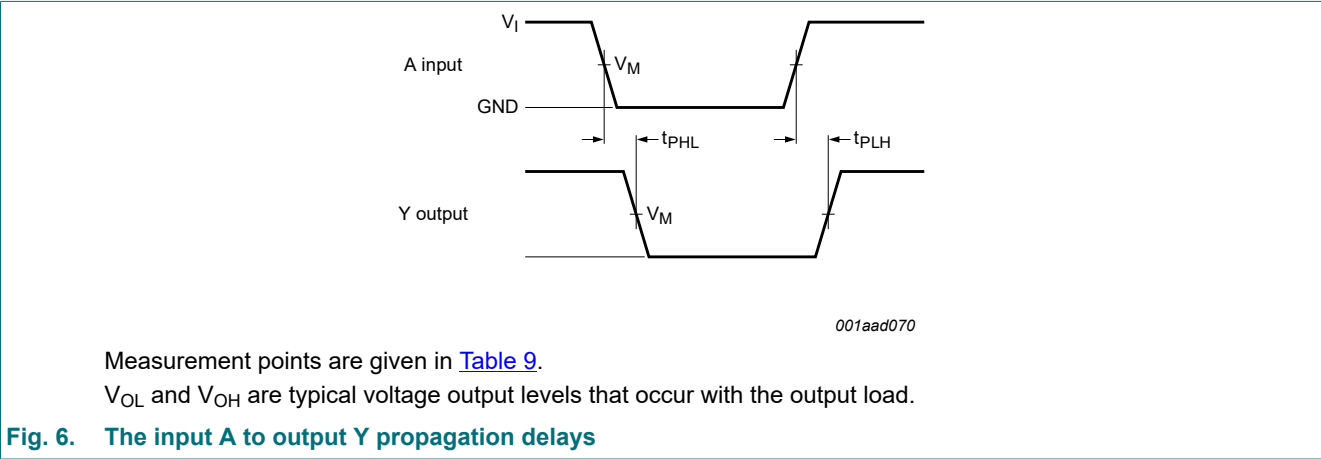 VI
A input
VM
GND
tPHL
tPLH
Y output
VM
001aad070
Measurement points are given in Table 9.
VOL and VOH are typical voltage output levels that occur with the output load.
Fig. 6. The input A to output Y propagation delays